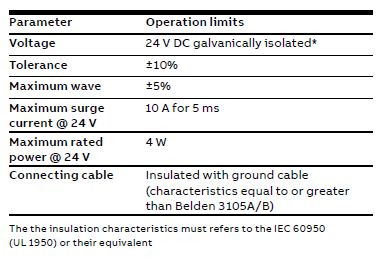 Parameter Operation limits
Voltage 24 V DC galvanically isolated*
Tolerance ±10%
Maximum wave ±5%
Maximum surge 10 A for 5 ms
current @ 24 V
Maximum rated 4 W
power @ 24 V
Connecting cable Insulated with ground cable
(characteristics equal to or greater
than Belden 3105A/B)
The the insulation characteristics must refers to the IEC 60950
(UL 1950) or their equivalent